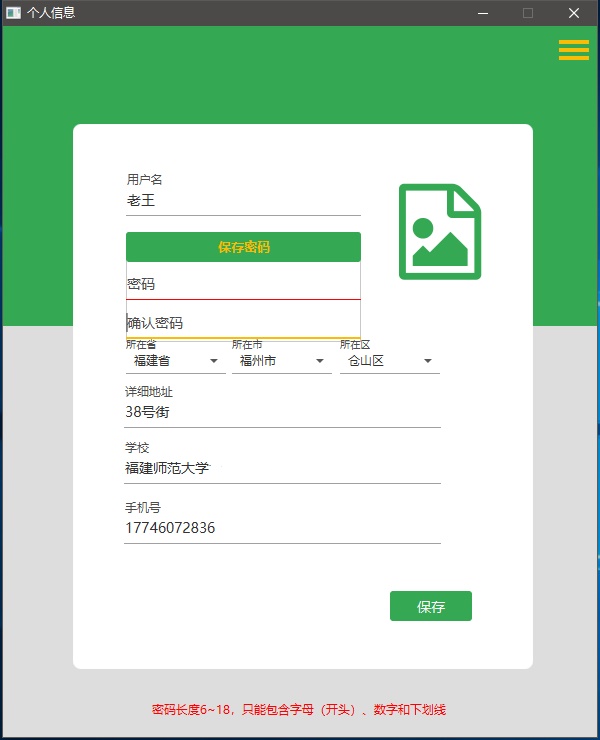 个人信息
用户名
老王
保存密码
密码
确认密码
所在省 所在市 所在区
福建省 福州市 仓山区
详细地址
38号街
学校
福建师范大学
手机号
17746072836
保存
密码长度6~18，只能包含字母（开头）、数字和下划线